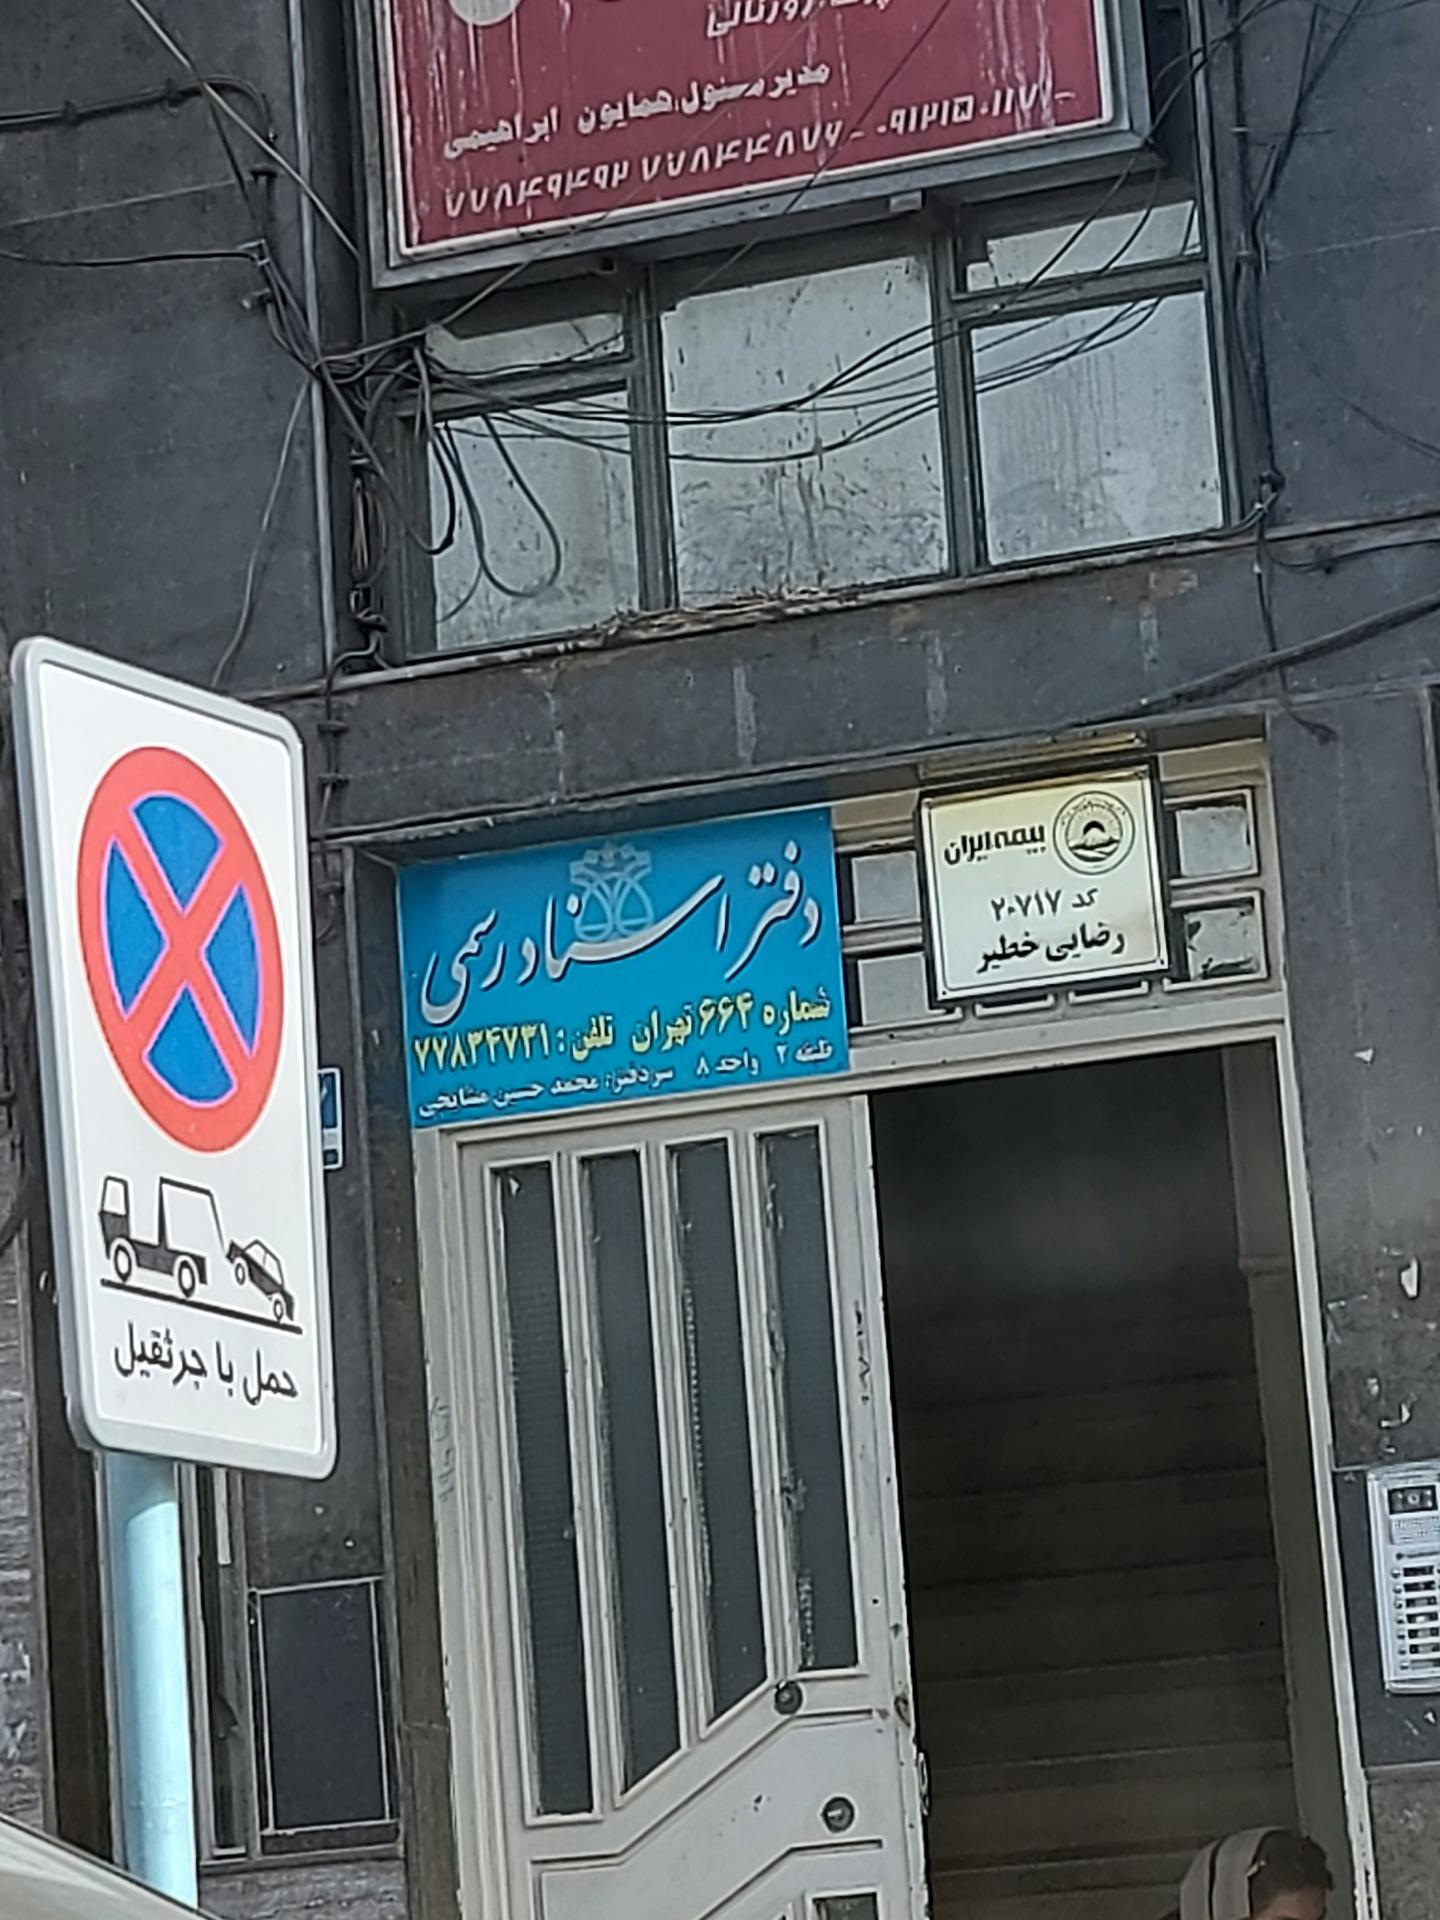 مدیر مسئول: همایون ابراهیمی
۷۷۸۴۹۴۹۲ ۷۷۸۴۴۸۷۶ - ۰۹۱۲۱۵۰۱۱۷۱
بیمه ایران
کد ۲۰۷۱۷
رضایی خطیر
دفتر اسناد رسمی
شماره ۶۶۴ تهران تلفن: ۷۷۸۳۴۷۳۱
طبقه ۲ واحد ۸ سردفتر: محمد حسین مشایخی
حمل با جرثقیل